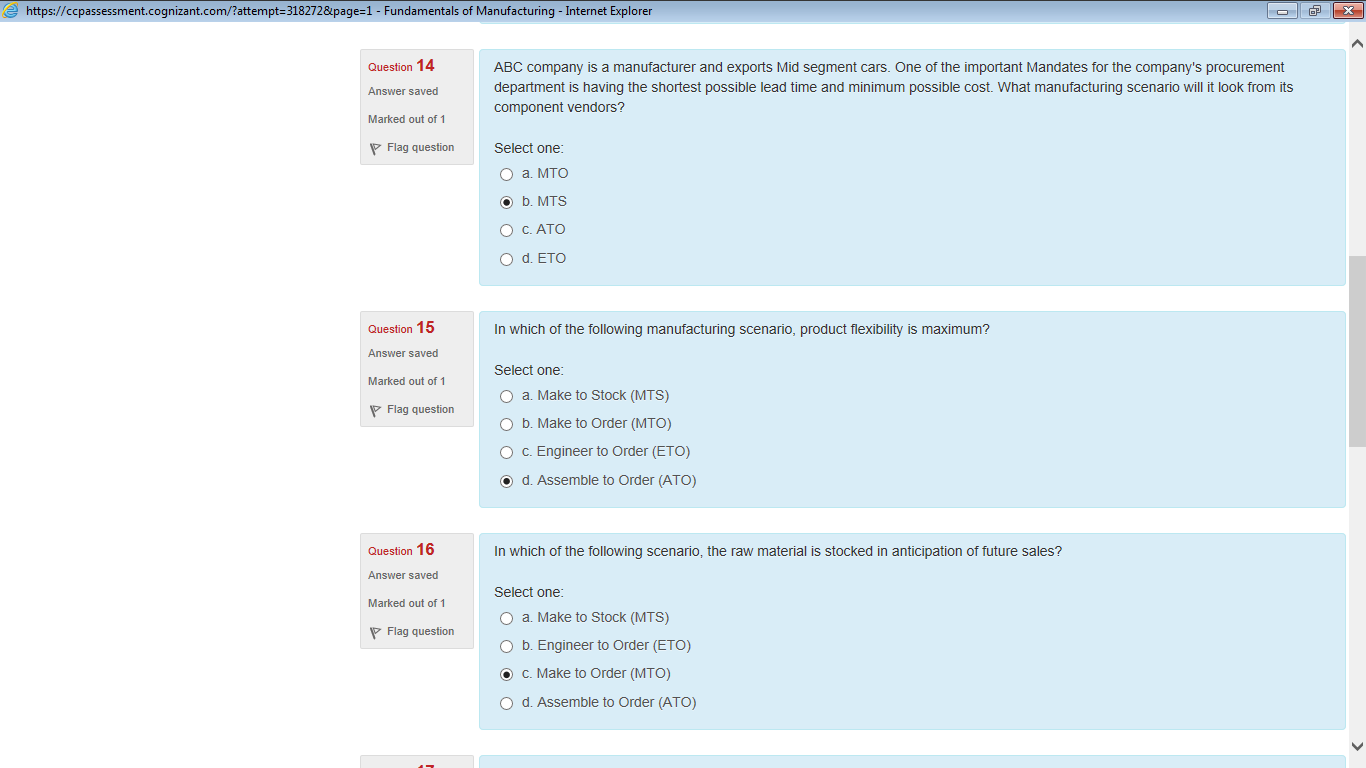 https://ccpassessment.cognizant.com/?attempt=318272&page=1 - Fundamentals of Manufacturing - Internet Explorer
Question 14
Answer saved
Marked out of 1
Flag question
ABC company is a manufacturer and exports Mid segment cars. One of the important Mandates for the company's procurement
department is having the shortest possible lead time and minimum possible cost. What manufacturing scenario will it look from its
component vendors?
Select one:
a. MTO
b. MTS
c. ATO
d. ETO
Question 15
Answer saved
Marked out of 1
Flag question
In which of the following manufacturing scenario, product flexibility is maximum?
Select one:
a. Make to Stock (MTS)
b. Make to Order (MTO)
c. Engineer to Order (ETO)
d. Assemble to Order (ATO)
Question 16
Answer saved
Marked out of 1
Flag question
In which of the following scenario, the raw material is stocked in anticipation of future sales?
Select one:
a. Make to Stock (MTS)
b. Engineer to Order (ETO)
c. Make to Order (MTO)
d. Assemble to Order (ATO)